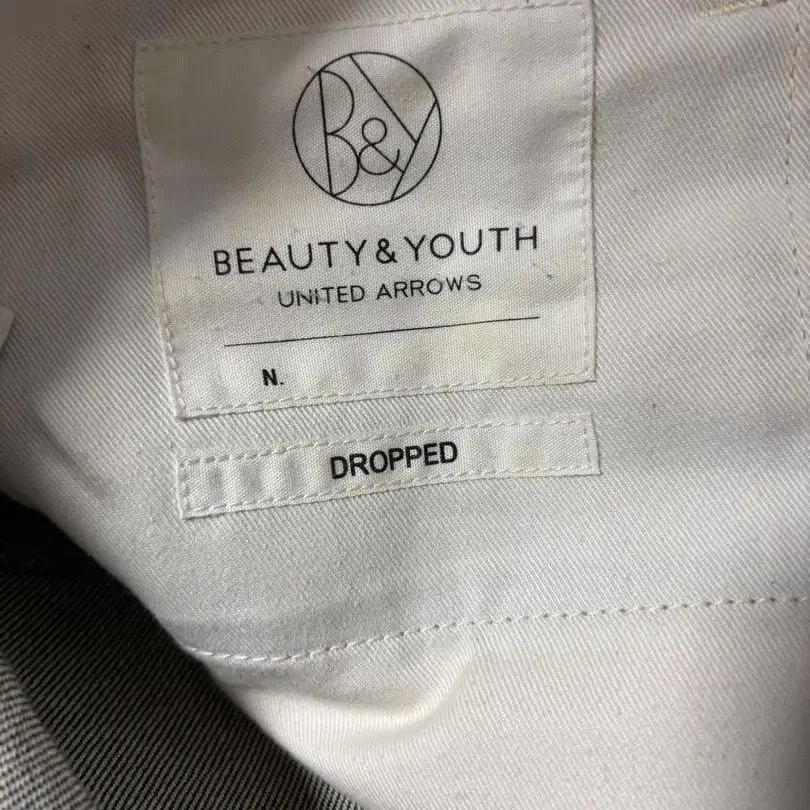 B&Y
BEAUTY&YOUTH
UNITED ARROWS
N.
DROPPED